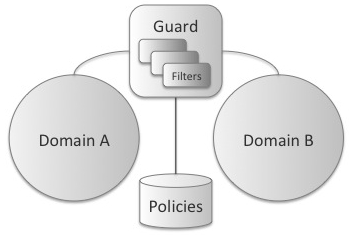 Guard
Filters
Domain A
Domain B
Policies